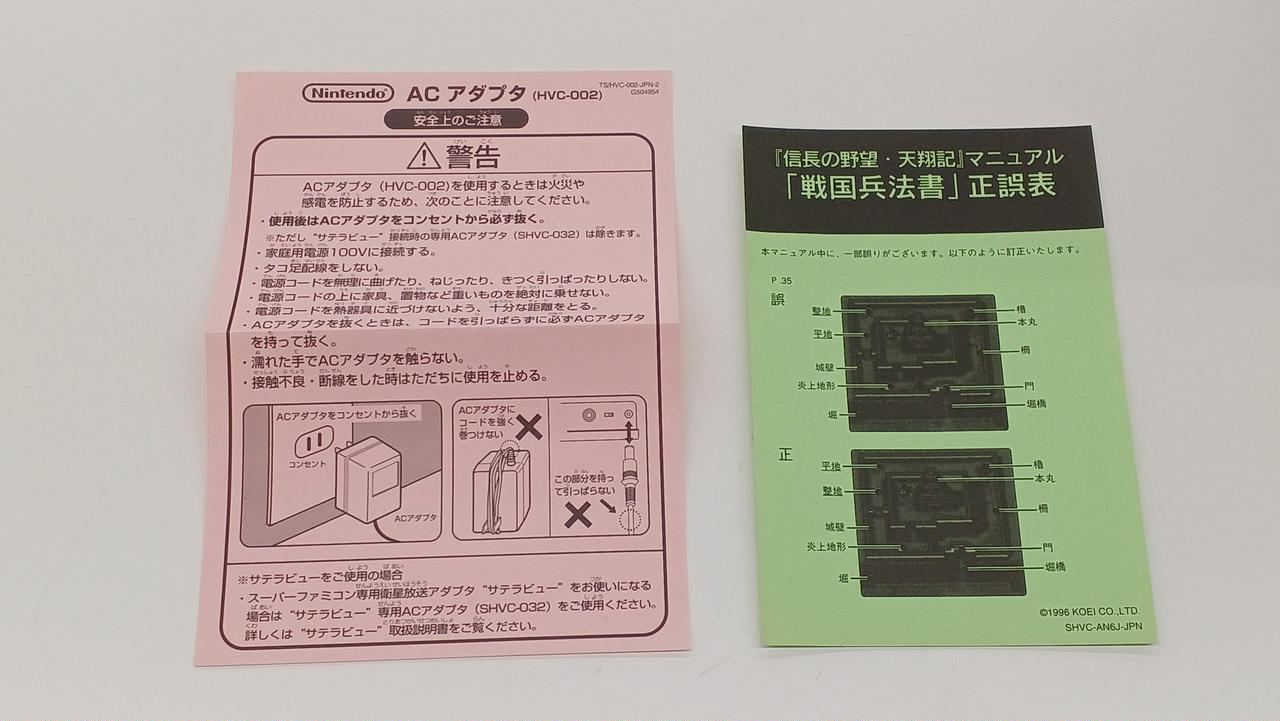 Nintendo ACアダプタ (HVC-002)
TS/HVC-002-JPN-2
G504954
安全上のご注意
警告
ACアダプタ(HVC-002)を使用するときは火災や
感電を防止するため、次のことに注意してください。
・使用後はACアダプタをコンセントから必ず抜く。
※ただし“サテラビュー”接続時の専用ACアダプタ(SHVC-032)は除きます。
・家庭用電源100Vに接続する。
・タコ足配線をしない。
・電源コードを無理に曲げたり、ねじったり、きつく引っぱったりしない。
・電源コードの上に家具、置物など重いものを絶対に乗せない。
・電源コードを熱器具に近づけないよう、十分な距離をとる。
・ACアダプタを抜くときは、コードを引っぱらずに必ずACアダプタ
を持って抜く。
・濡れた手でACアダプタを触らない。
・接触不良・断線をした時はただちに使用を止める。
ACアダプタをコンセントから抜く
コンセント
ACアダプタ
ACアダプタに
コードを強く
巻つけない
この部分を持っ
て引っぱらない
※サテラビューをご使用の場合
・スーパーファミコン専用衛星放送アダプタ“サテラビュー”をお使いになる
場合は“サテラビュー”専用ACアダプタ(SHVC-032)をご使用ください。
詳しくは“サテラビュー”取扱説明書をご覧ください。
『信長の野望・天翔記』マニュアル
「戦国兵法書」正誤表
本マニュアル中に、一部誤りがございます。以下のように訂正いたします。
P.35
誤
整地
平地
城壁
炎上地形
堀
櫓
本丸
柵
門
堀橋
正
平地
整地
城壁
炎上地形
堀
櫓
本丸
柵
門
堀橋
©1996 KOEI CO.,LTD.
SHVC-AN6J-JPN